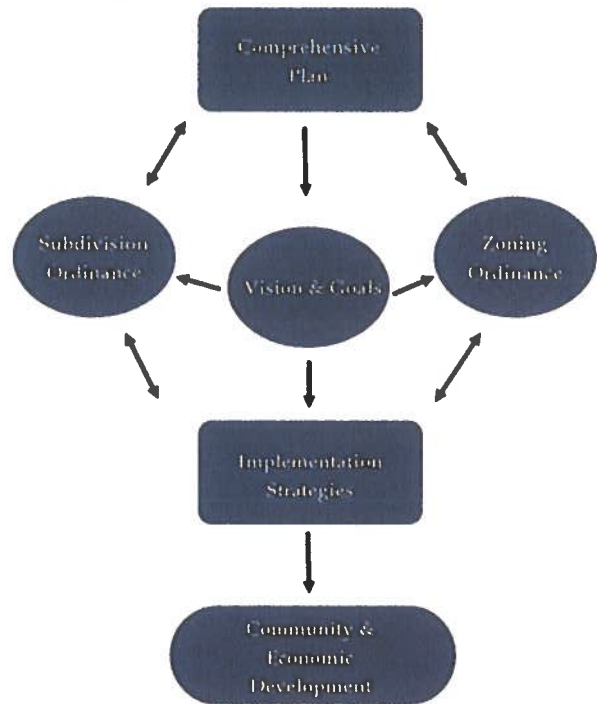 Comprehensive
Plan
Subdivision
Ordinance
Vision & Goals
Zoning
Ordinance
Implementation
Strategies
Community &
Economic
Development